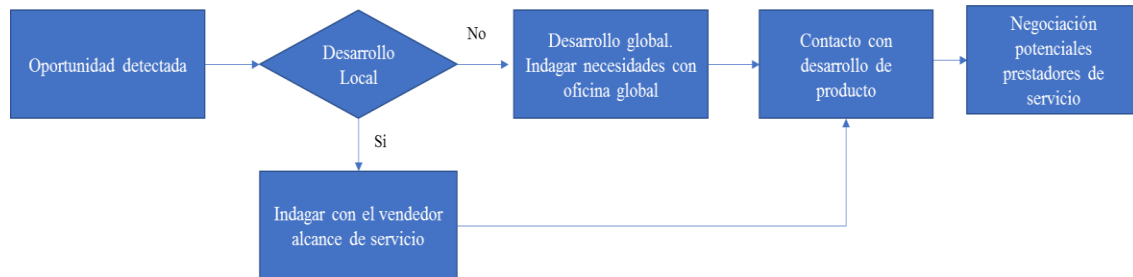 Oportunidad detectada
Desarrollo
Local
No
Desarrollo global.
Indagar necesidades con
oficina global
Contacto con
desarrollo de
producto
Negociación
potenciales
prestadores de
servicio
Si
Indagar con el vendedor
alcance de servicio